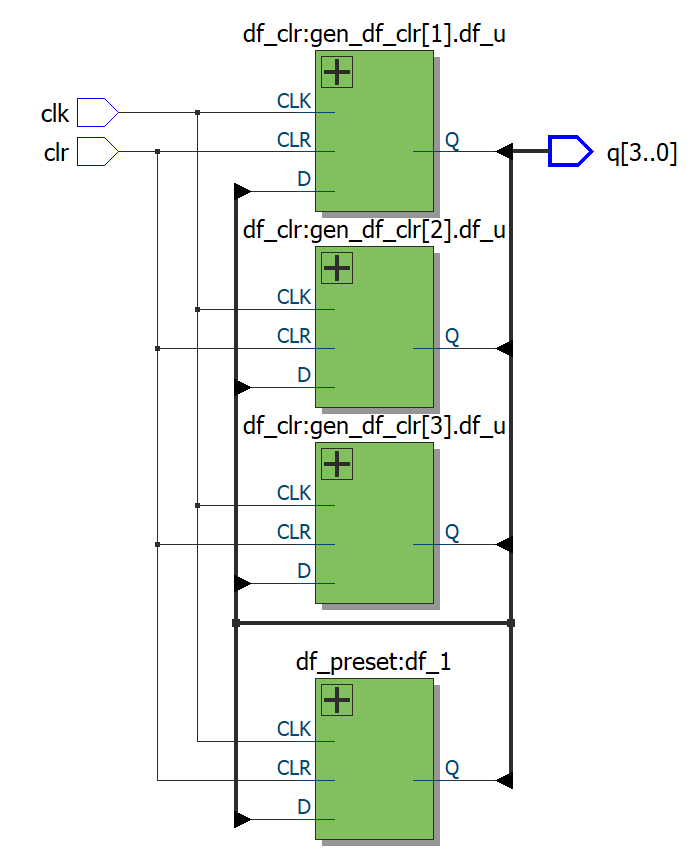 df_clr:gen_df_clr[1].df_u
clk
CLK
clr
CLR
Q
q[3..0]
D
df_clr:gen_df_clr[2].df_u
CLK
CLR
Q
D
df_clr:gen_df_clr[3].df_u
CLK
CLR
Q
D
df_preset:df_1
CLK
CLR
Q
D